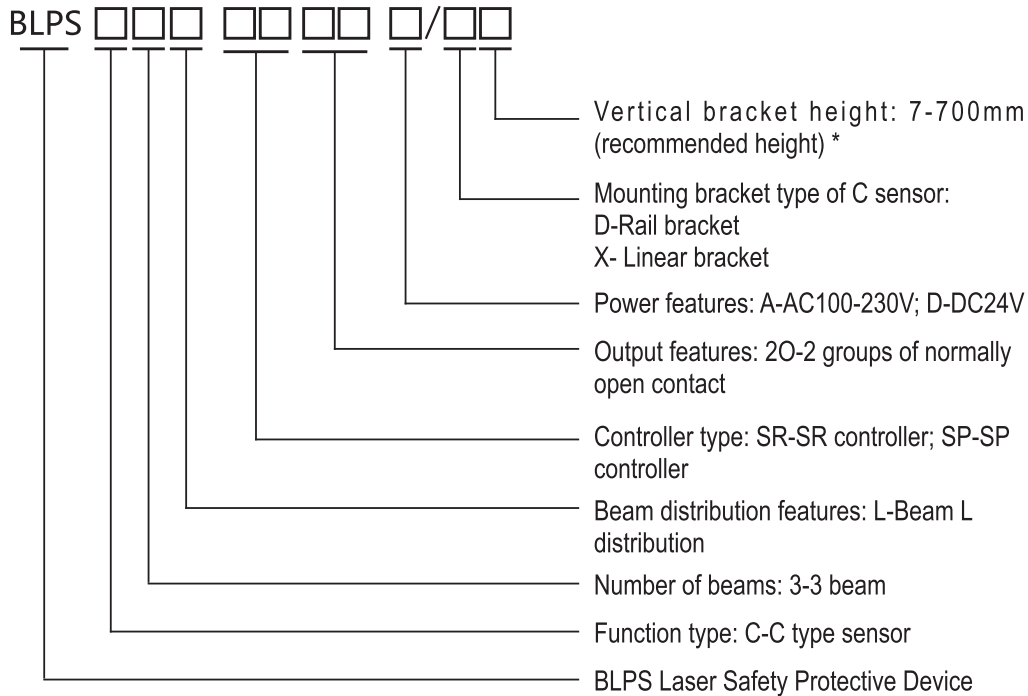 BLPS □□□ □□ □□ □/□□
Vertical bracket height: 7-700mm
(recommended height) *
Mounting bracket type of C sensor:
D-Rail bracket
X- Linear bracket
Power features: A-AC100-230V; D-DC24V
Output features: 2O-2 groups of normally
open contact
Controller type: SR-SR controller; SP-SP
controller
Beam distribution features: L-Beam L
distribution
Number of beams: 3-3 beam
Function type: C-C type sensor
BLPS Laser Safety Protective Device